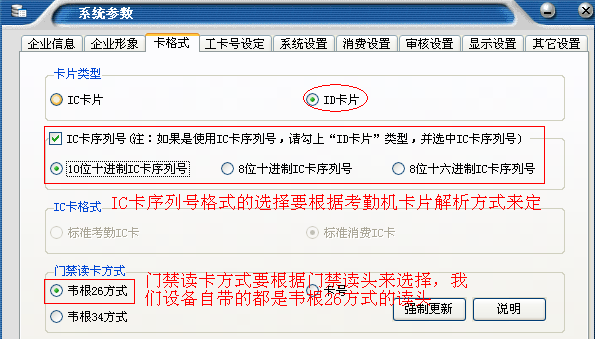 系统参数
企业信息 企业形象 卡格式 工卡号设定 系统设置 消费设置 审核设置 显示设置 其它设置
卡片类型
IC卡片 ID卡片
IC卡序列号(注：如果是使用IC卡序列号，请勾上“ID卡片”类型，并选中IC卡序列号)
10位十进制IC卡序列号 8位十进制IC卡序列号 8位十六进制IC卡序列号
IC卡序列号格式的选择要根据考勤机卡片解析方式来定
IC卡格式
标准考勤IC卡 标准消费IC卡
门禁读卡方式
门禁读卡方式要根据门禁读头来选择，我
韦根26方式 卡号
们设备自带的都是韦根26方式的读头
强制更新 说明
韦根34方式